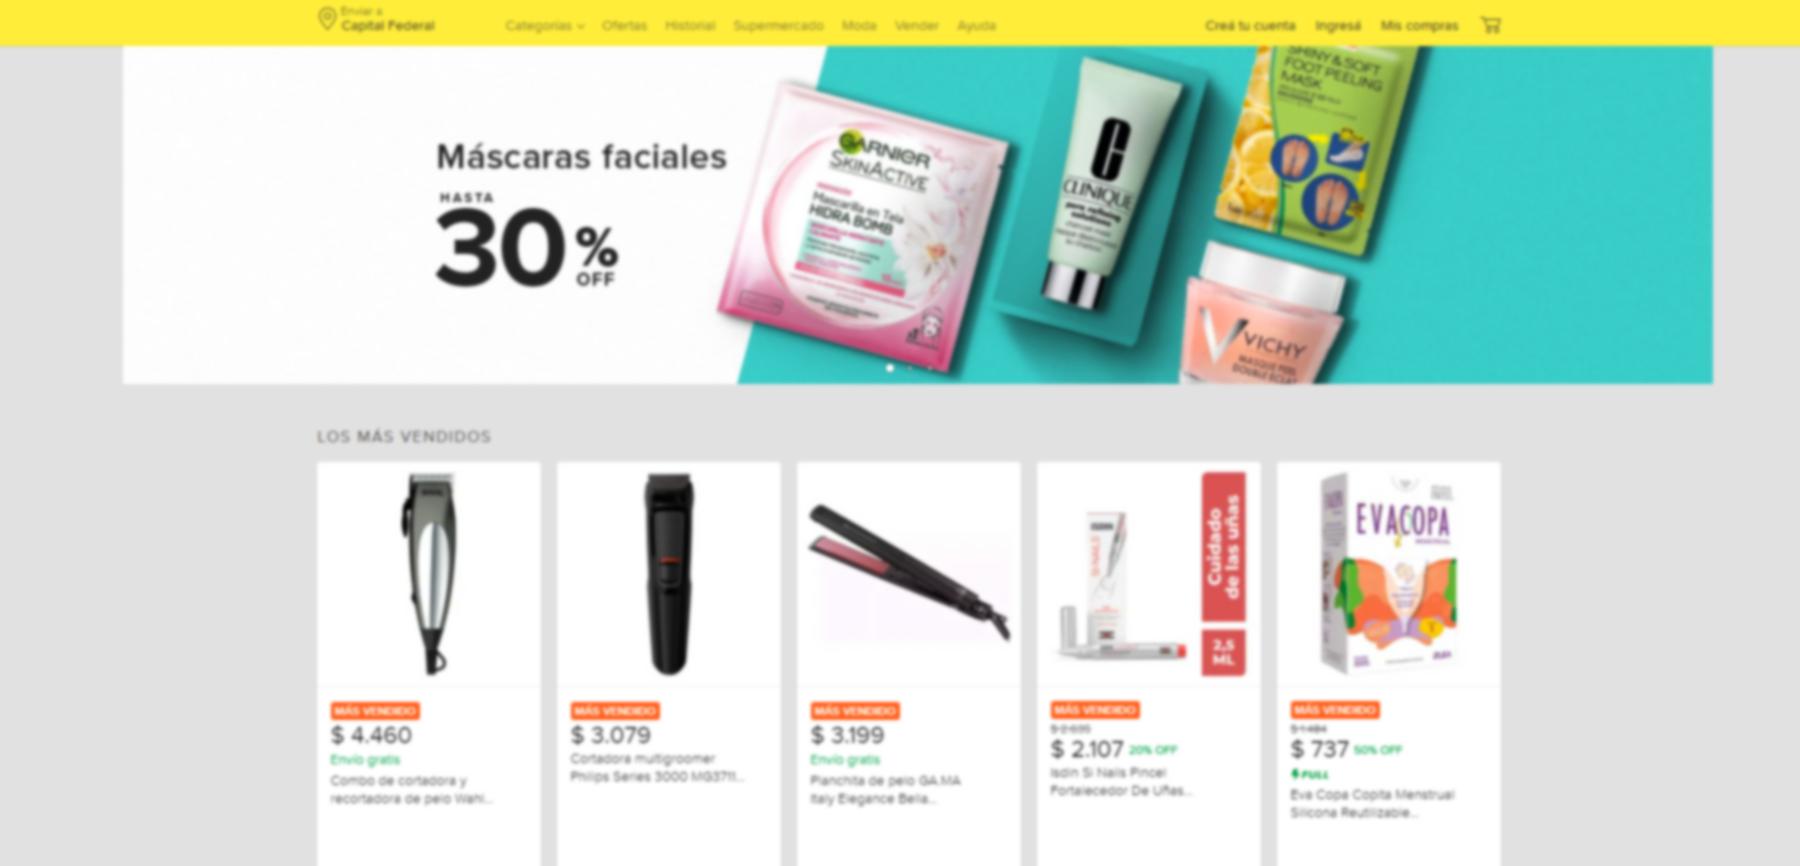 Enviar a
Capital Federal
Categorías
Ofertas
Historial
Supermercado
Moda
Vender
Ayuda
Creá tu cuenta
Ingresá
Mis compras
Máscaras faciales
HASTA
30%
OFF
GARNIER
SKINACTIVE
Mascarilla en Tela
HIDRA BOMB
CLINIQUE
pore refining
solutions
SHINY & SOFT
FOOT PEELING
MASK
VICHY
MASQUE PEEL
DOUBLE ECLAT
LOS MÁS VENDIDOS
Cuidado
de las uñas
2,5
ML
EVACOPA
MÁS VENDIDO
$ 4.460
Envío gratis
Combo de cortadora y
recortadora de pelo Wahl...
MÁS VENDIDO
$ 3.079
Cortadora multigroomer
Philips Series 3000 MG3711...
MÁS VENDIDO
$ 3.199
Envío gratis
Planchita de pelo GA.MA
Italy Elegance Bella...
MÁS VENDIDO
$ 2.107 20% OFF
Isdin Si Nails Pincel
Fortalecedor De Uñas...
MÁS VENDIDO
$ 1.484
$ 737 50% OFF
FULL
Eva Copa Copita Menstrual
Silicona Reutilizable...